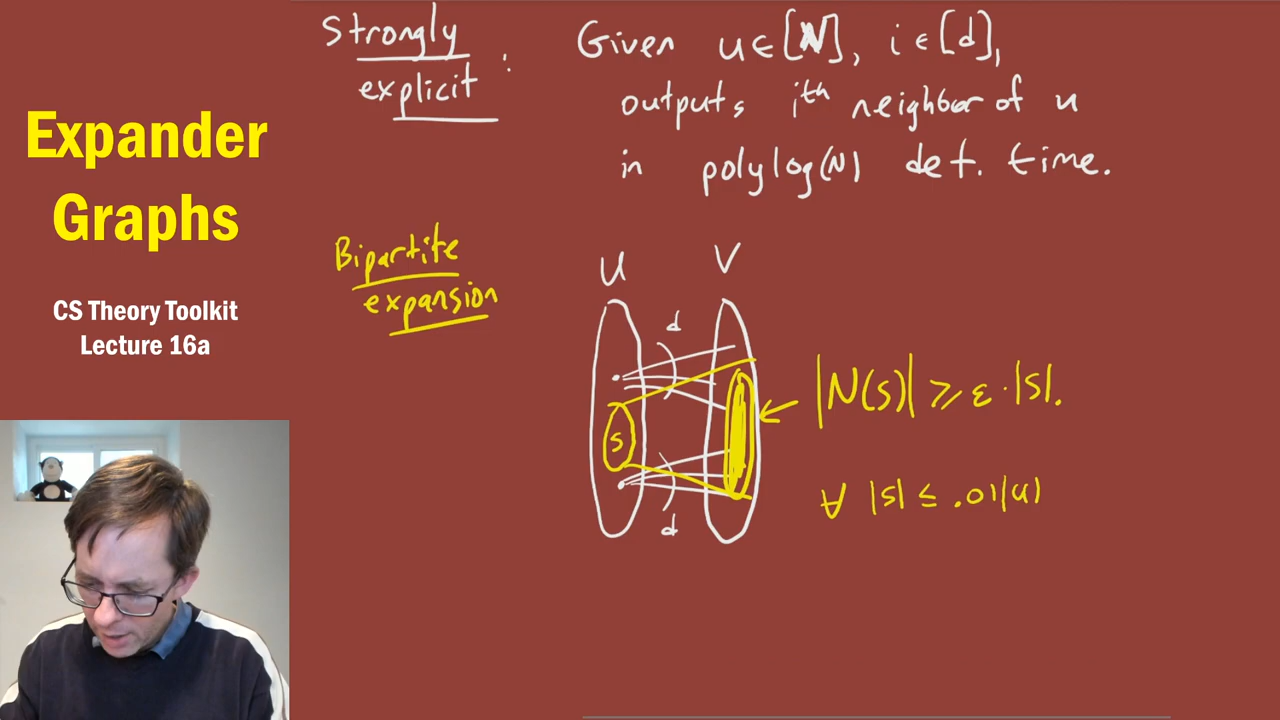 Expander
Graphs
CS Theory Toolkit
Lecture 16a
Strongly
explicit :
Given u∈[N], i∈[d],
outputs ith neighbor of u
in polylog(N) det. time.
Bipartite
expansion
U V
d
S
d
|N(S)| ⩾ ε·|S|.
∀ |S| ≤ .01|U|